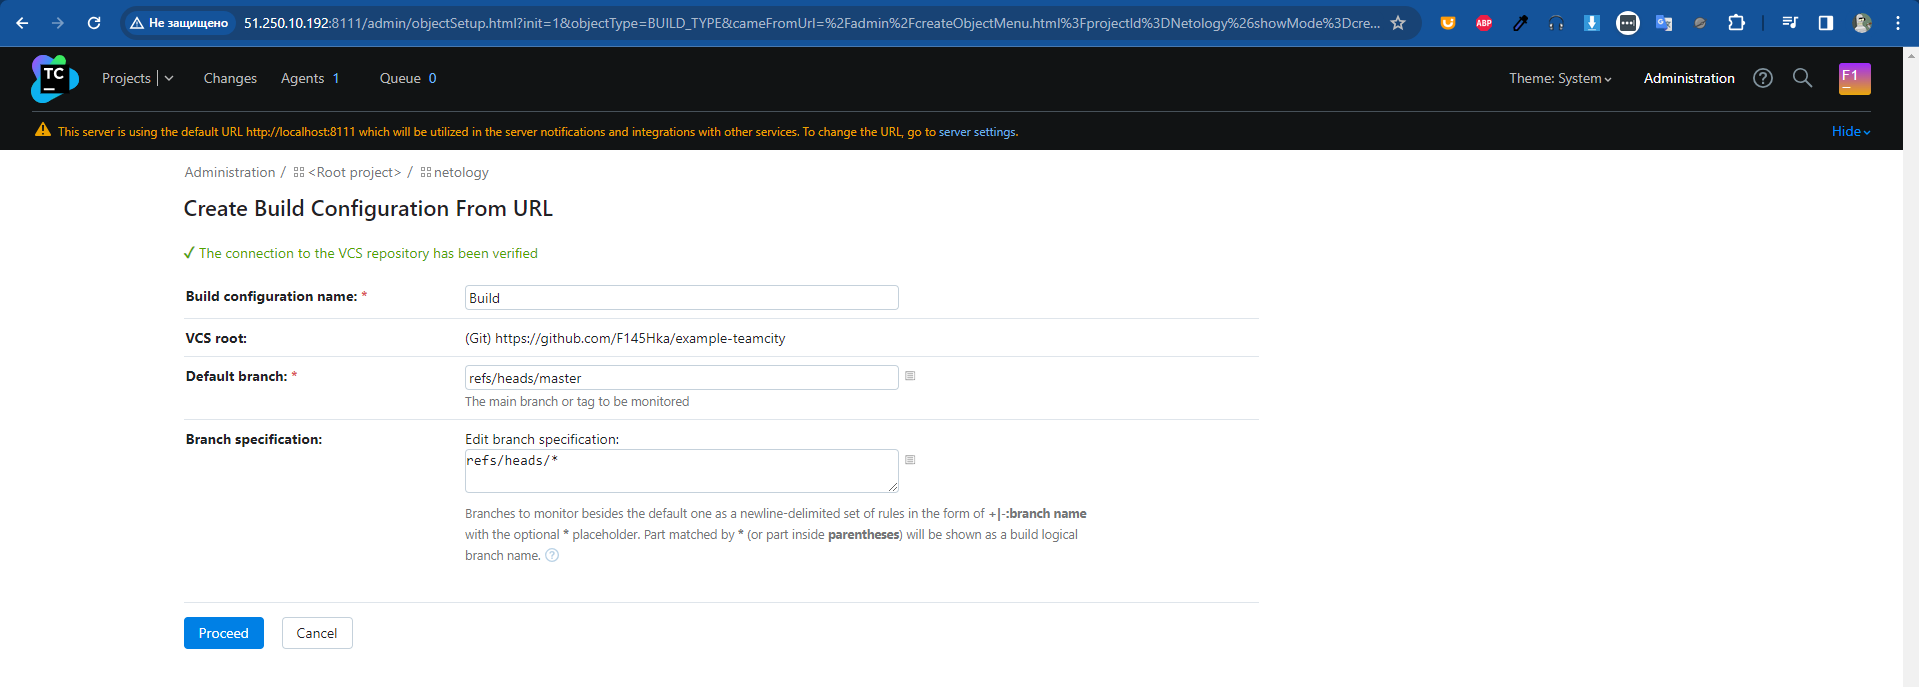 Не защищено 51.250.10.192:8111/admin/objectSetup.html?init=1&objectType=BUILD_TYPE&cameFromUrl=%2Fadmin%2FcreateObjectMenu.html%3FprojectId%3DNetology%26showMode%3Dcre...
ABP
TC Projects Changes Agents 1 Queue 0 Theme: System Administration F1
This server is using the default URL http://localhost:8111 which will be utilized in the server notifications and integrations with other services. To change the URL, go to server settings. Hide
Administration / <Root project> / netology
Create Build Configuration From URL
The connection to the VCS repository has been verified
Build configuration name: * Build
VCS root: (Git) https://github.com/F145Hka/example-teamcity
Default branch: * refs/heads/master
The main branch or tag to be monitored
Branch specification: Edit branch specification:
refs/heads/*
Branches to monitor besides the default one as a newline-delimited set of rules in the form of +|-:branch name
with the optional * placeholder. Part matched by * (or part inside parentheses) will be shown as a build logical
branch name.
Proceed Cancel